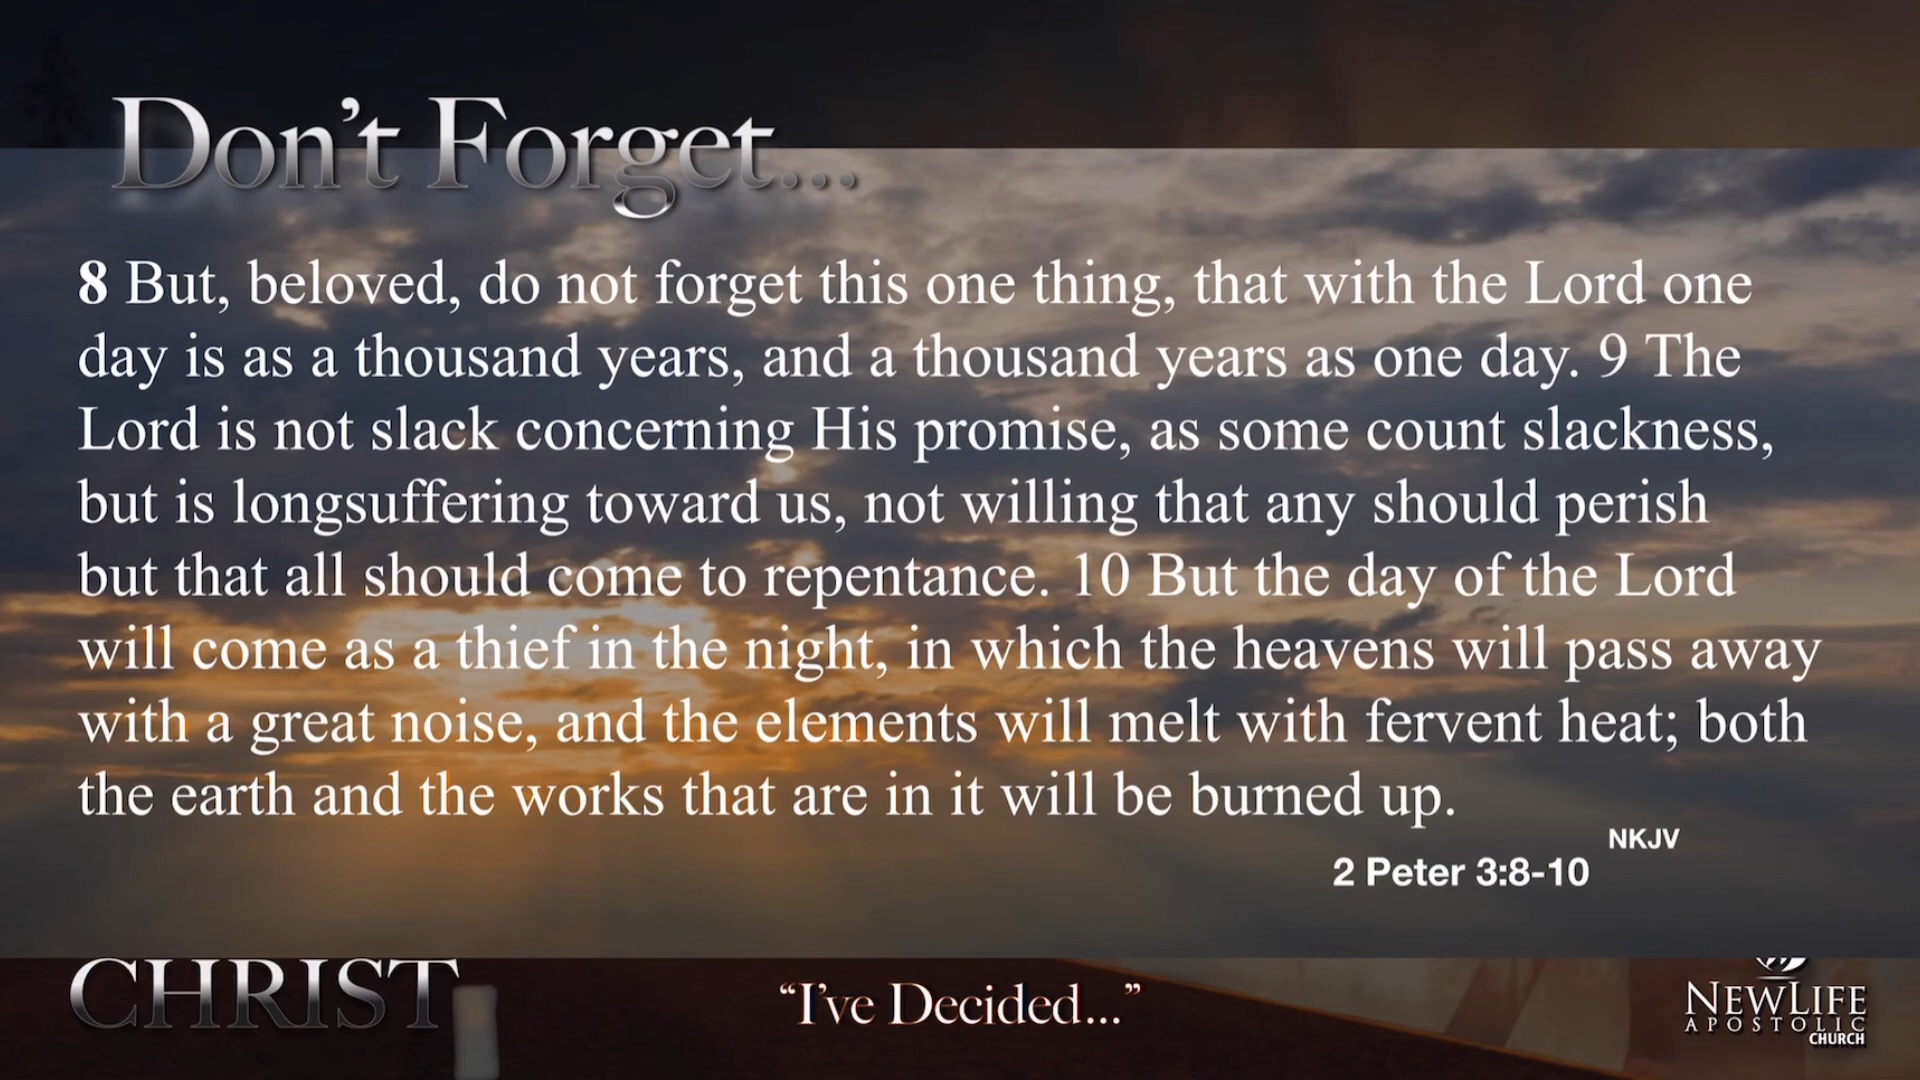 Don't Forget...
8 But, beloved, do not forget this one thing, that with the Lord one
day is as a thousand years, and a thousand years as one day. 9 The
Lord is not slack concerning His promise, as some count slackness,
but is longsuffering toward us, not willing that any should perish
but that all should come to repentance. 10 But the day of the Lord
will come as a thief in the night, in which the heavens will pass away
with a great noise, and the elements will melt with fervent heat; both
the earth and the works that are in it will be burned up.
NKJV
2 Peter 3:8-10
CHRIST
“I've Decided...”
NEWLIFE
APOSTOLIC
CHURCH